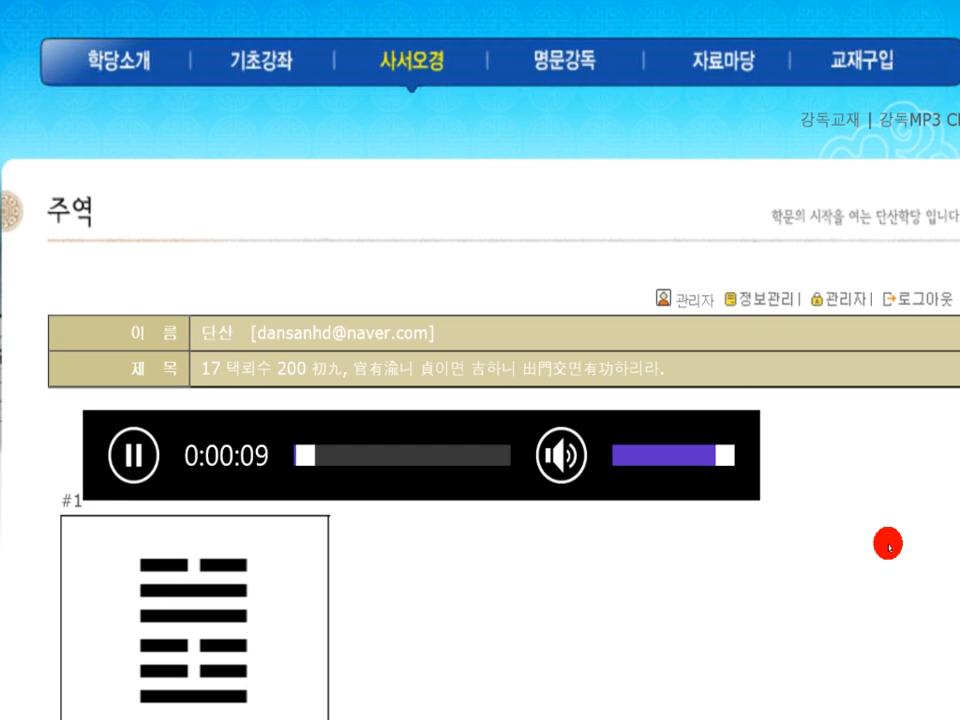 학당소개 | 기초강좌 | 사서오경 | 명문강독 | 자료마당 | 교재구입
강독교재 | 강독MP3
주역
학문의 시작을 여는 단산학당 입니다
관리자 정보관리 | 관리자 | 로그아웃
이 름 단산 [dansanhd@naver.com]
제 목 17 택뢰수 200 初九, 官有渝니 貞이면 吉하니 出門交면有功하리라.
0:00:09
#1